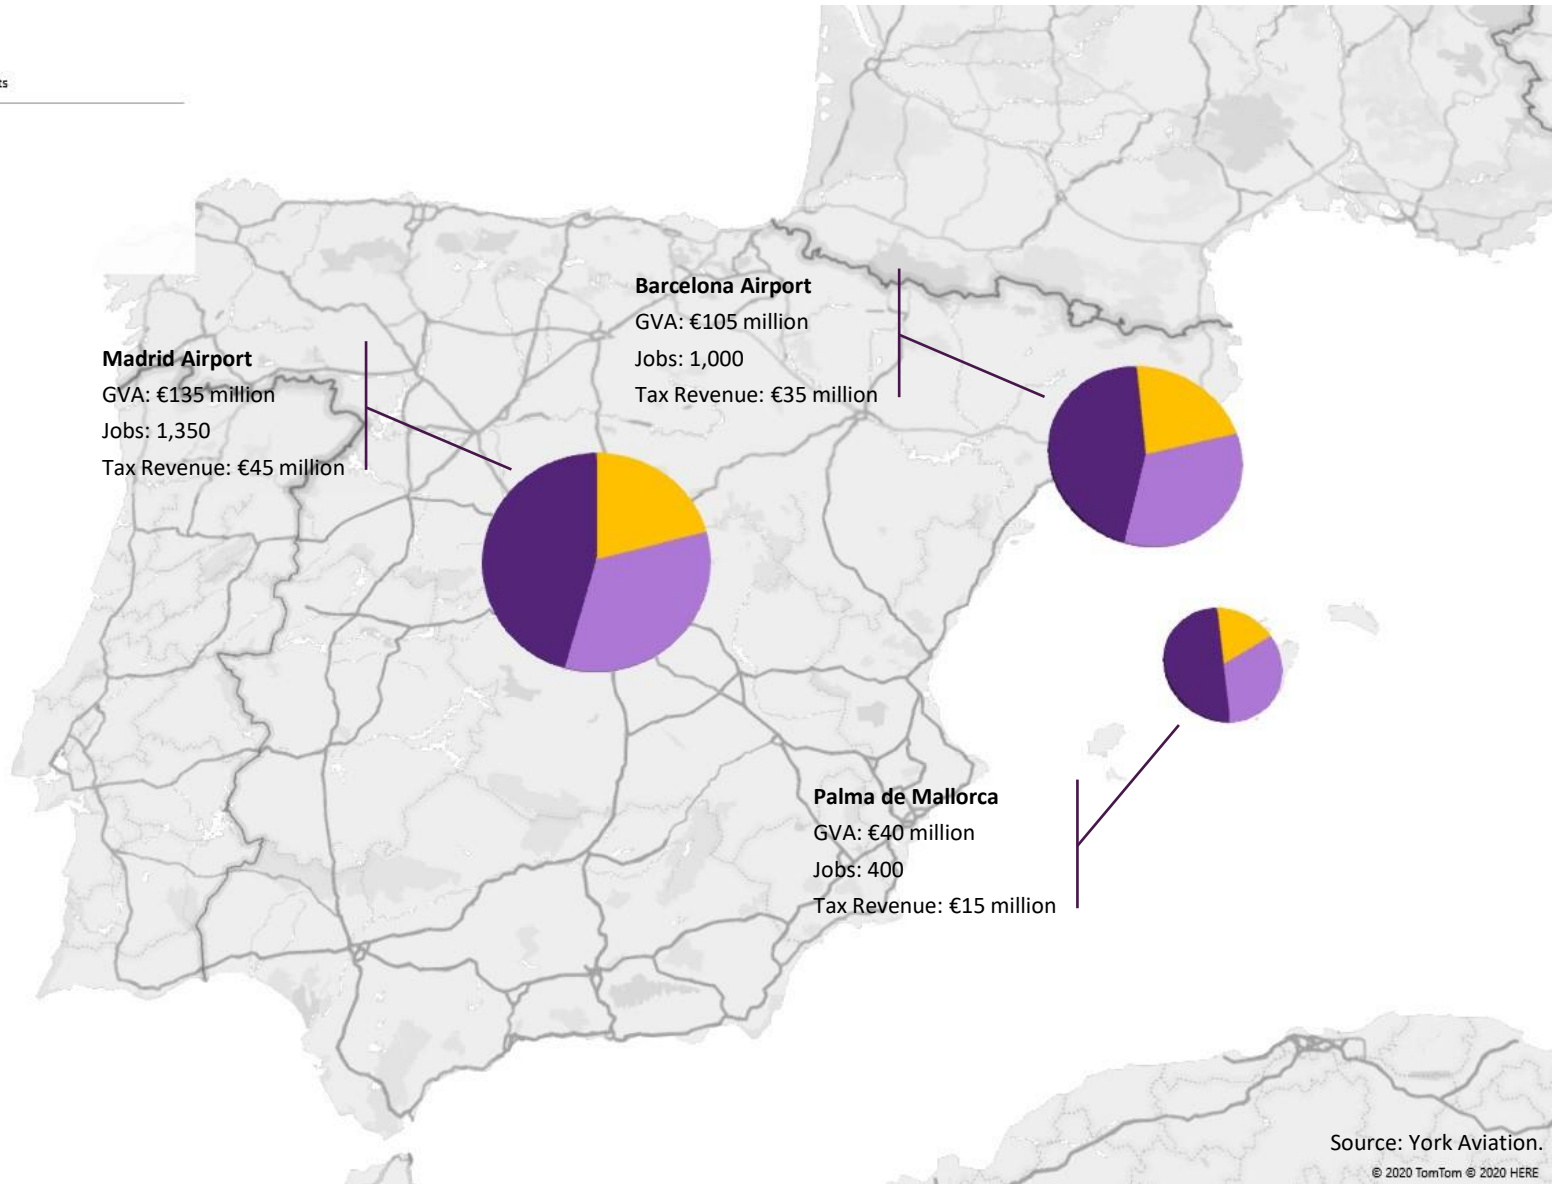 ts
Barcelona Airport
GVA: €105 million
Jobs: 1,000
Tax Revenue: €35 million
Madrid Airport
GVA: €135 million
Jobs: 1,350
Tax Revenue: €45 million
Palma de Mallorca
GVA: €40 million
Jobs: 400
Tax Revenue: €15 million
Source: York Aviation.
© 2020 TomTom © 2020 HERE